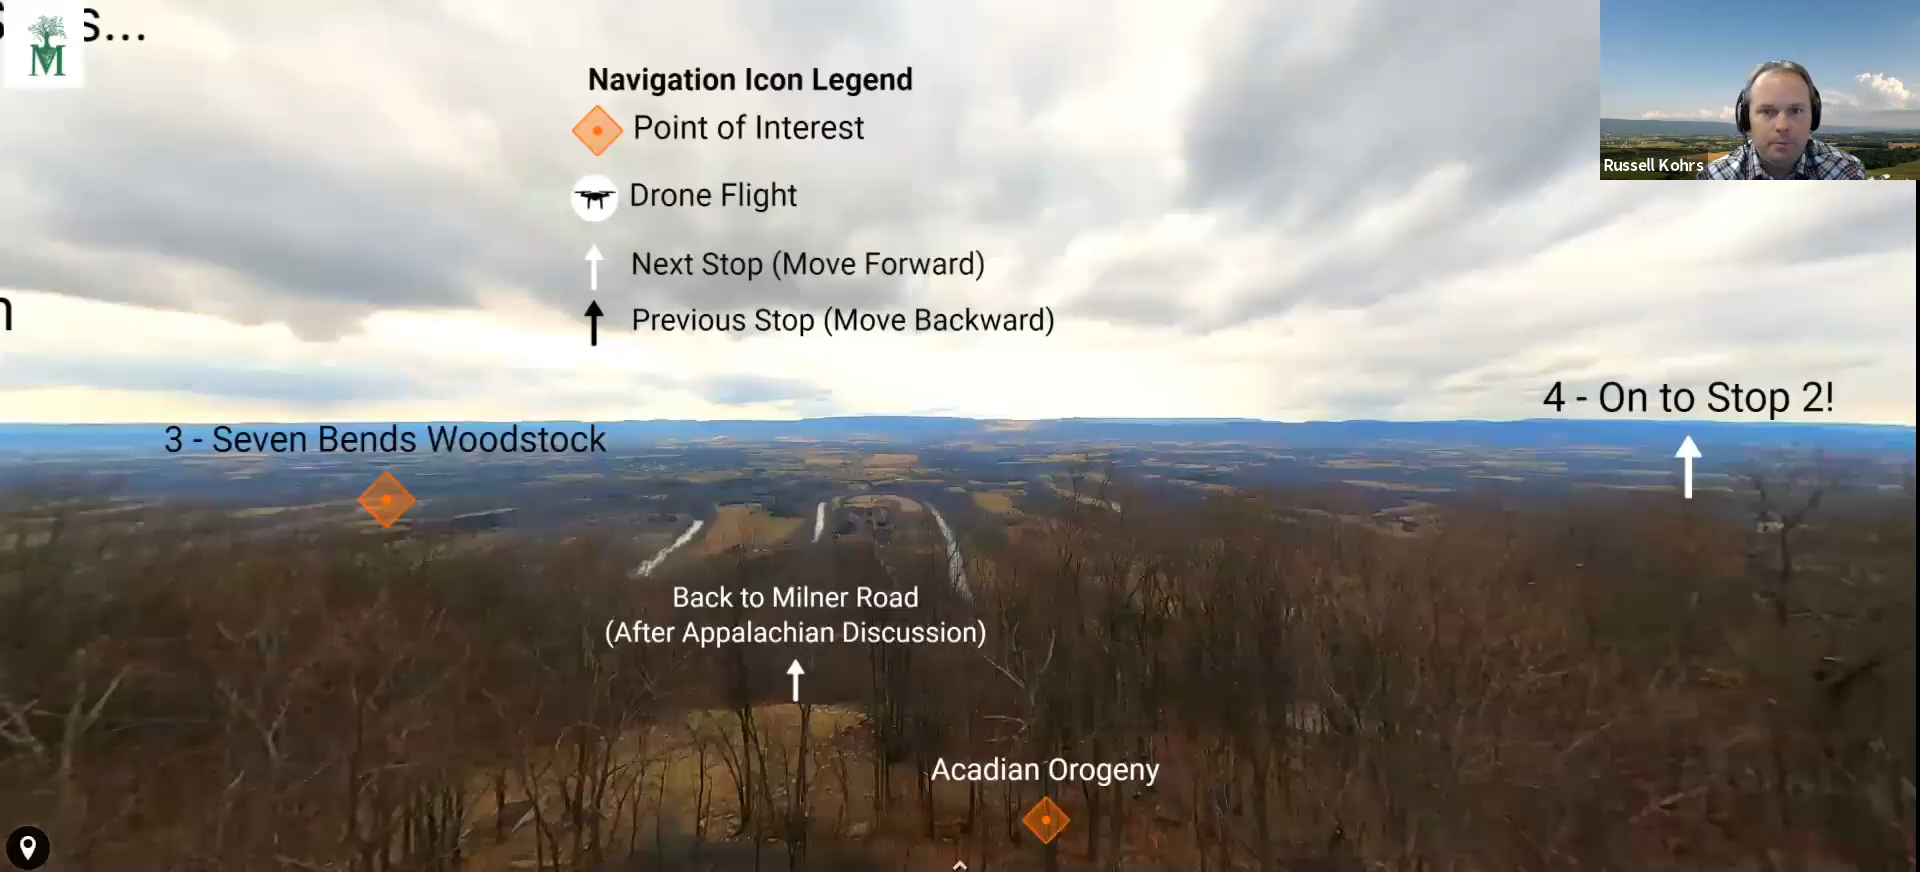 s...
M
Navigation Icon Legend
Point of Interest
Drone Flight
Next Stop (Move Forward)
Previous Stop (Move Backward)
Russell Kohrs
4 - On to Stop 2!
3 - Seven Bends Woodstock
Back to Milner Road
(After Appalachian Discussion)
Acadian Orogeny